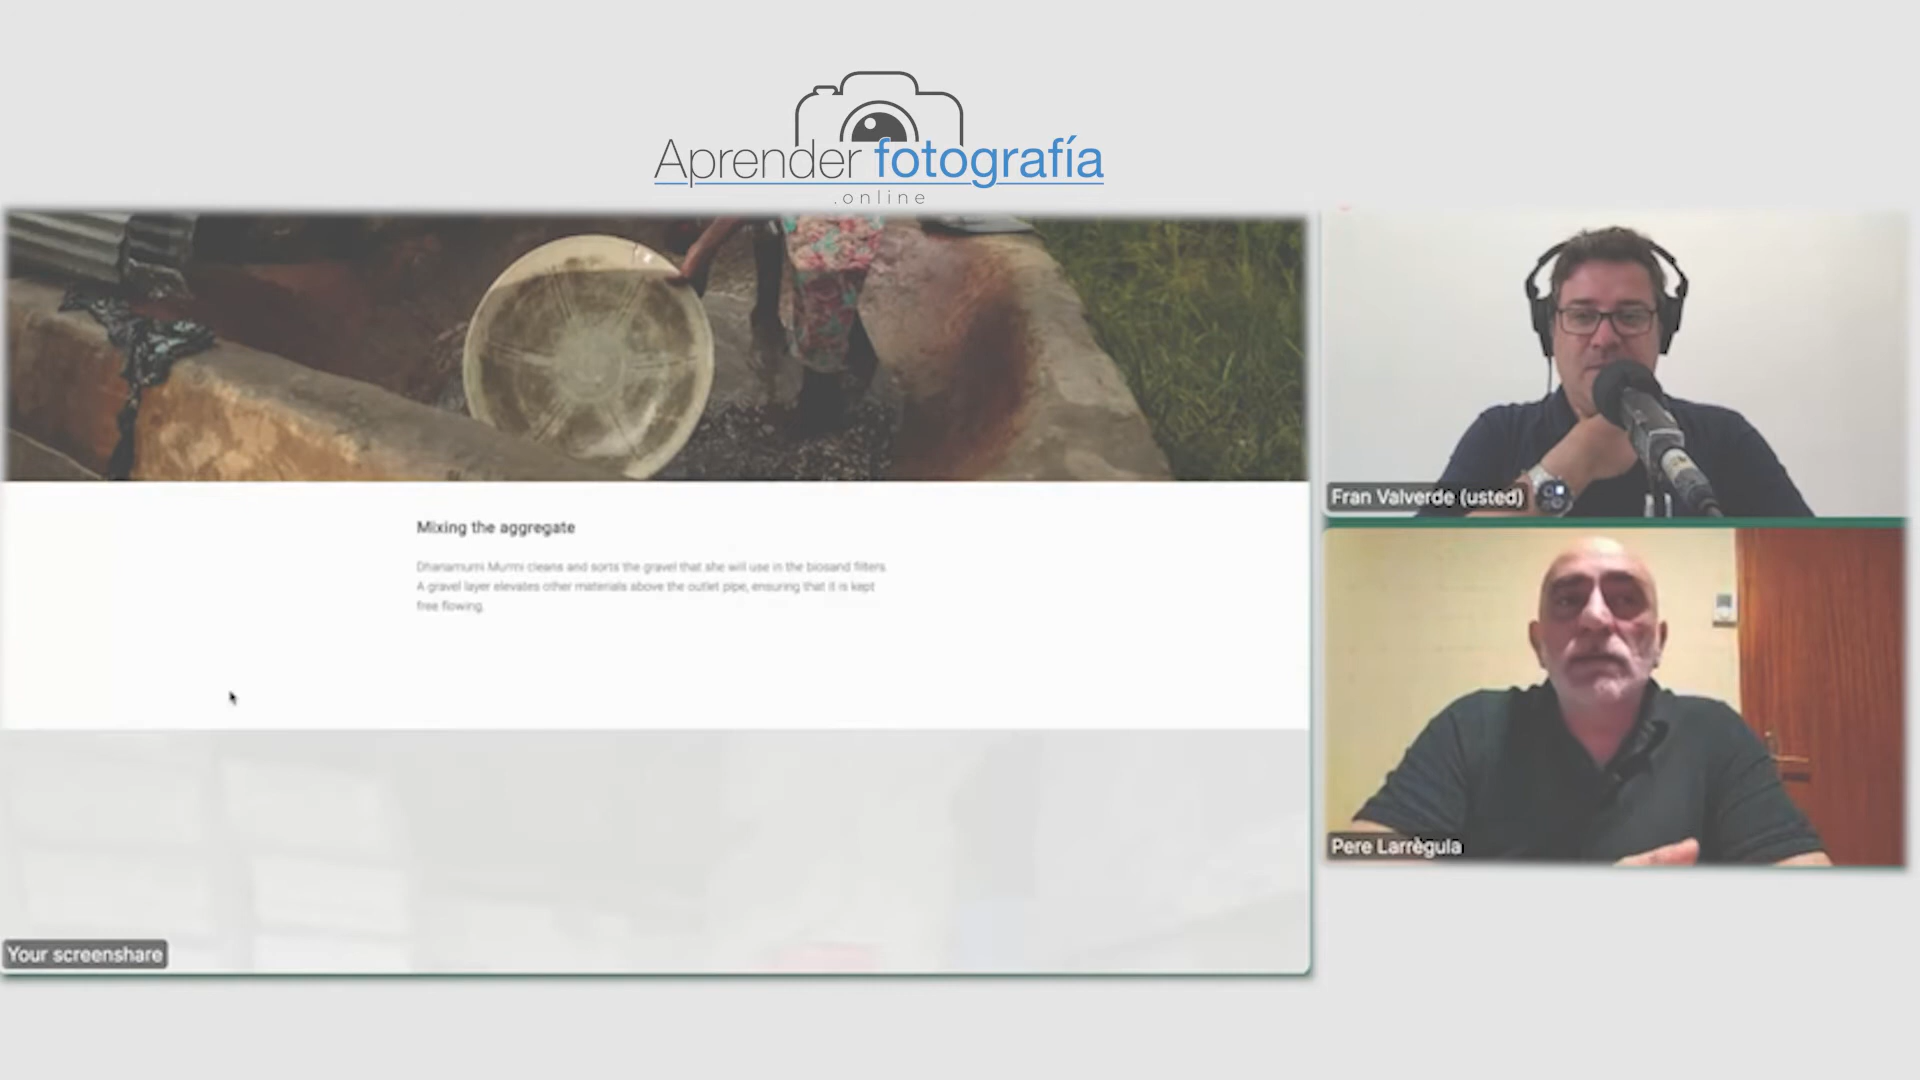 Aprender fotografía
.online
Mixing the aggregate
Dhanamuni Murmi cleans and sorts the gravel that she will use in the biosand filters.
A gravel layer elevates other materials above the outlet pipe, ensuring that it is kept
free flowing.
Fran Valverde (usted)
Pere Larrègula
Your screenshare